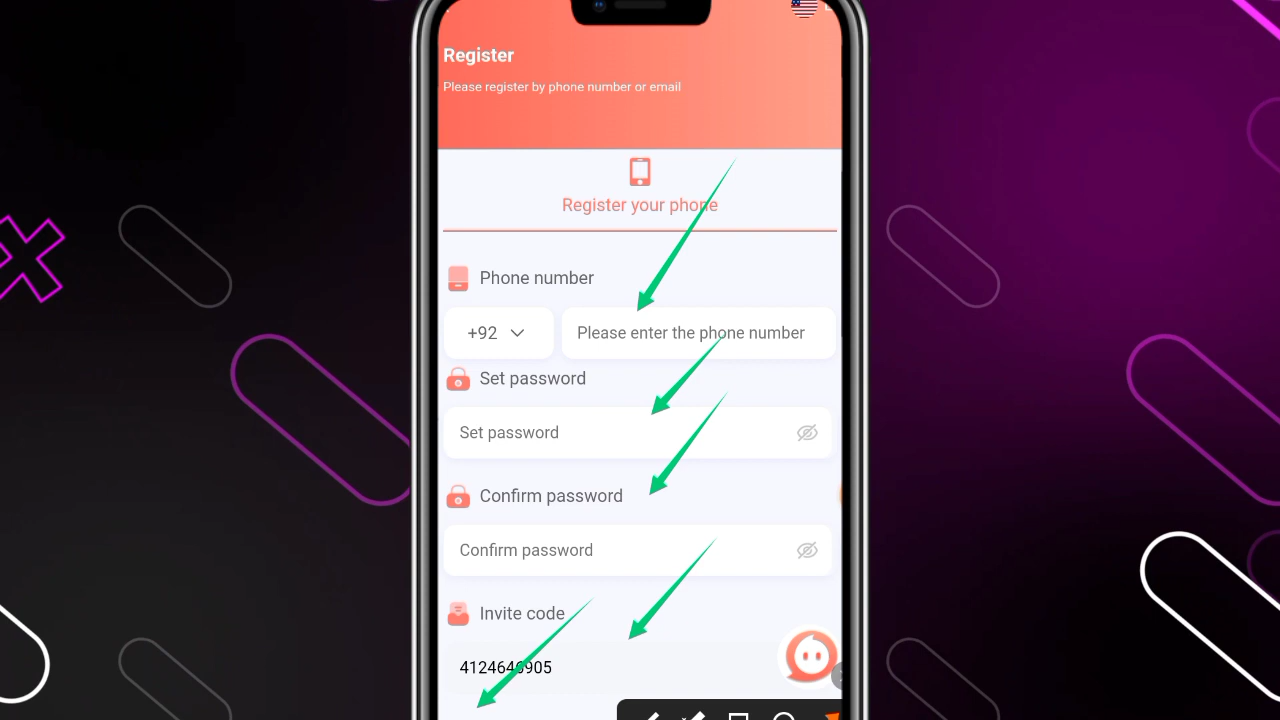 Register
Please register by phone number or email
Register your phone
Phone number
+92
Please enter the phone number
Set password
Set password
Confirm password
Confirm password
Invite code